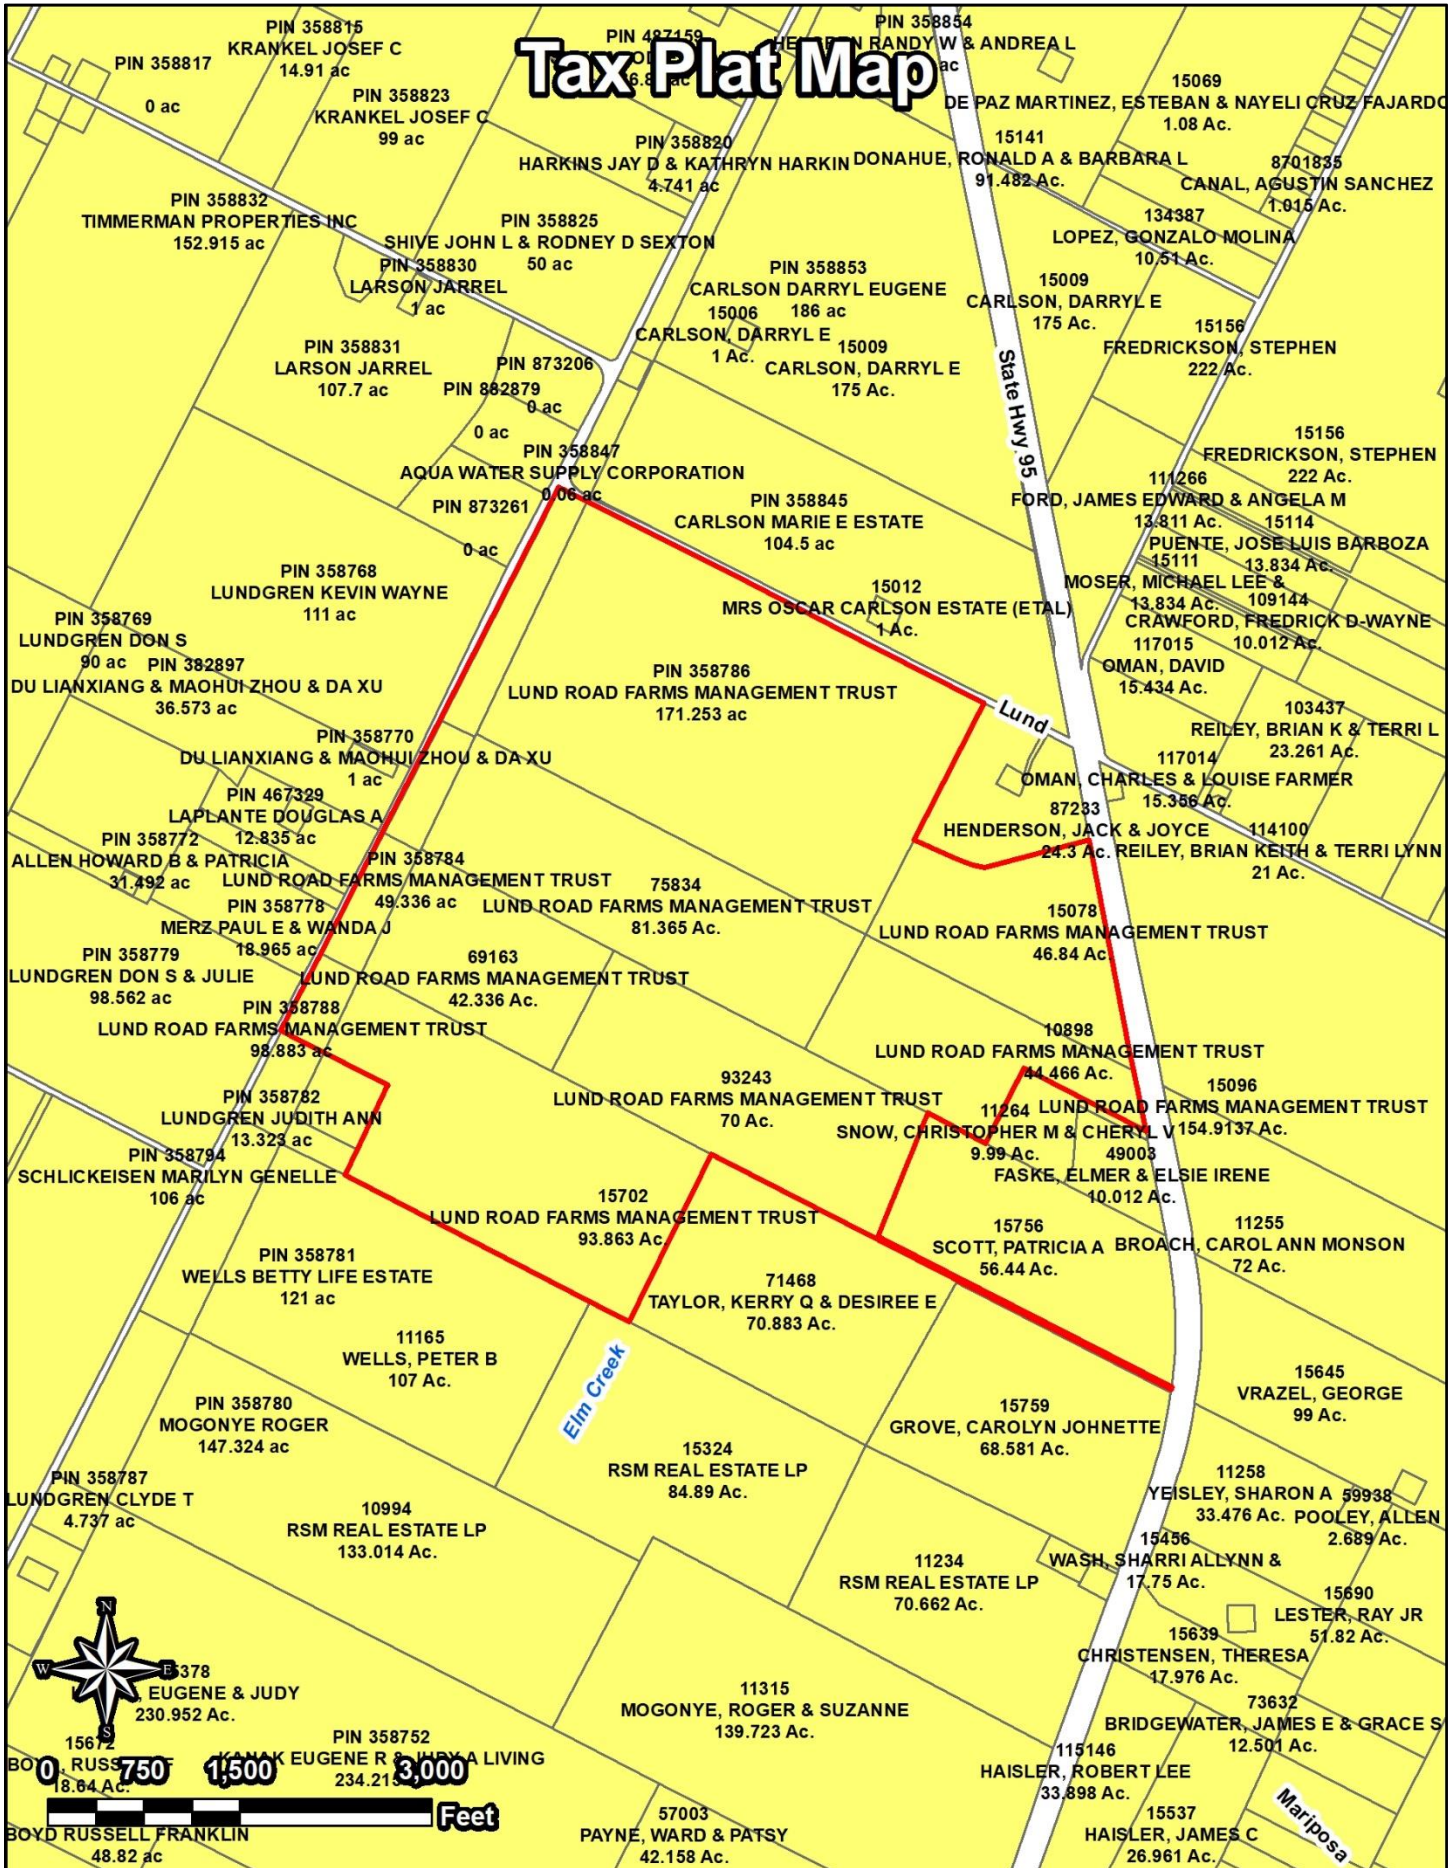 Tax Plat Map
PIN 358817
0 ac
PIN 358815
KRANKEL JOSEF C
14.91 ac
PIN 358823
KRANKEL JOSEF C
99 ac
PIN 487159
PIN 358854
RANDY W & ANDREA L
ac
15069
DE PAZ MARTINEZ, ESTEBAN & NAYELI CRUZ FAJARDO
1.08 Ac.
PIN 358820
HARKINS JAY D & KATHRYN HARKIN
4.741 ac
15141
DONAHUE, RONALD A & BARBARA L
91.482 Ac.
8701835
CANAL, AGUSTIN SANCHEZ
1.015 Ac.
PIN 358832
TIMMERMAN PROPERTIES INC
152.915 ac
PIN 358825
SHIVE JOHN L & RODNEY D SEXTON
50 ac
134387
LOPEZ, GONZALO MOLINA
10.51 Ac.
PIN 358830
LARSON JARREL
1 ac
PIN 358853
CARLSON DARRYL EUGENE
186 ac
15009
CARLSON, DARRYL E
175 Ac.
15006
CARLSON, DARRYL E
1 Ac.
15009
CARLSON, DARRYL E
175 Ac.
15156
FREDRICKSON, STEPHEN
222 Ac.
PIN 358831
LARSON JARREL
107.7 ac
PIN 873206
0 ac
PIN 882879
0 ac
State Hwy. 95
PIN 358847
AQUA WATER SUPPLY CORPORATION
0.06 ac
15156
FREDRICKSON, STEPHEN
222 Ac.
PIN 873261
0 ac
PIN 358845
CARLSON MARIE E ESTATE
104.5 ac
111266
FORD, JAMES EDWARD & ANGELA M
13.811 Ac.
15114
PUENTE, JOSE LUIS BARBOZA
13.834 Ac.
15111
MOSER, MICHAEL LEE &
13.834 Ac.
PIN 358768
LUNDGREN KEVIN WAYNE
111 ac
15012
MRS OSCAR CARLSON ESTATE (ETAL)
1 Ac.
109144
CRAWFORD, FREDRICK D-WAYNE
10.012 Ac.
PIN 358769
LUNDGREN DON S
90 ac
117015
OMAN, DAVID
15.434 Ac.
PIN 382897
DU LIANXIANG & MAOHUI ZHOU & DA XU
36.573 ac
PIN 358786
LUND ROAD FARMS MANAGEMENT TRUST
171.253 ac
Lund
103437
REILEY, BRIAN K & TERRI L
23.261 Ac.
PIN 358770
DU LIANXIANG & MAOHUI ZHOU & DA XU
1 ac
117014
OMAN, CHARLES & LOUISE FARMER
15.356 Ac.
PIN 467329
LAPLANTE DOUGLAS A
12.835 ac
87233
HENDERSON, JACK & JOYCE
24.3 Ac.
114100
REILEY, BRIAN KEITH & TERRI LYNN
21 Ac.
PIN 358772
ALLEN HOWARD B & PATRICIA
31.492 ac
PIN 358784
LUND ROAD FARMS MANAGEMENT TRUST
49.336 ac
75834
LUND ROAD FARMS MANAGEMENT TRUST
81.365 Ac.
PIN 358778
MERZ PAUL E & WANDA J
18.965 ac
15078
LUND ROAD FARMS MANAGEMENT TRUST
46.84 Ac.
PIN 358779
LUNDGREN DON S & JULIE
98.562 ac
69163
LUND ROAD FARMS MANAGEMENT TRUST
42.336 Ac.
PIN 358788
LUND ROAD FARMS MANAGEMENT TRUST
98.883 ac
10898
LUND ROAD FARMS MANAGEMENT TRUST
44.466 Ac.
93243
LUND ROAD FARMS MANAGEMENT TRUST
70 Ac.
15096
LUND ROAD FARMS MANAGEMENT TRUST
154.9137 Ac.
PIN 358782
LUNDGREN JUDITH ANN
13.323 ac
11264
SNOW, CHRISTOPHER M & CHERYL V
9.99 Ac.
49003
FASKE, ELMER & ELSIE IRENE
10.012 Ac.
PIN 358794
SCHLICKEISEN MARILYN GENELLE
106 ac
15702
LUND ROAD FARMS MANAGEMENT TRUST
93.863 Ac.
15756
SCOTT, PATRICIA A
56.44 Ac.
11255
BROACH, CAROL ANN MONSON
72 Ac.
PIN 358781
WELLS BETTY LIFE ESTATE
121 ac
71468
TAYLOR, KERRY Q & DESIREE E
70.883 Ac.
11165
WELLS, PETER B
107 Ac.
Elm Creek
15645
VRAZEL, GEORGE
99 Ac.
PIN 358780
MOGONYE ROGER
147.324 ac
15759
GROVE, CAROLYN JOHNETTE
68.581 Ac.
15324
RSM REAL ESTATE LP
84.89 Ac.
PIN 358787
LUNDGREN CLYDE T
4.737 ac
11258
YEISLEY, SHARON A
33.476 Ac.
59938
POOLEY, ALLEN
2.689 Ac.
10994
RSM REAL ESTATE LP
133.014 Ac.
15456
WASH, SHARRI ALLYNN &
17.75 Ac.
11234
RSM REAL ESTATE LP
70.662 Ac.
15690
LESTER, RAY JR
51.82 Ac.
15639
CHRISTENSEN, THERESA
17.976 Ac.
N
W
E
S
378
, EUGENE & JUDY
230.952 Ac.
11315
MOGONYE, ROGER & SUZANNE
139.723 Ac.
73632
BRIDGEWATER, JAMES E & GRACE S
12.501 Ac.
15672
18.64 Ac.
PIN 358752
EUGENE R & JUDY A LIVING
115146
HAISLER, ROBERT LEE
33.898 Ac.
0 750 1,500 3,000
Feet
BOYD RUSSELL FRANKLIN
48.82 ac
57003
PAYNE, WARD & PATSY
42.158 Ac.
15537
HAISLER, JAMES C
26.961 Ac.
Mariposa